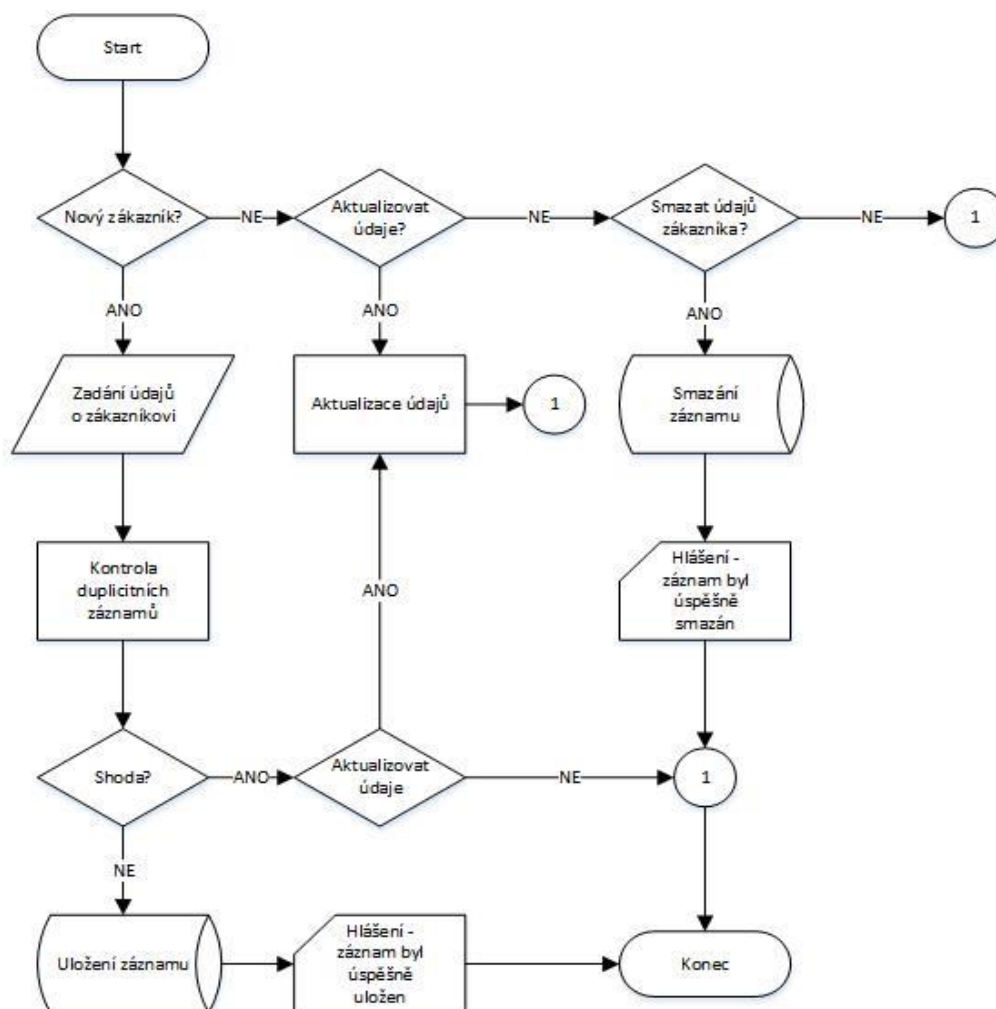 Start
Nový zákazník?
NE
Aktualizovat
údaje?
NE
Smazat údajů
zákazníka?
NE
1
ANO
ANO
ANO
Zadání údajů
o zákazníkovi
Aktualizace údajů
1
Smazání
záznamu
Kontrola
duplicitních
záznamů
ANO
Hlášení -
záznam byl
úspěšně
smazán
Shoda?
ANO
Aktualizovat
údaje
NE
1
NE
Uložení záznamu
Hlášení -
záznam byl
úspěšně
uložen
Konec